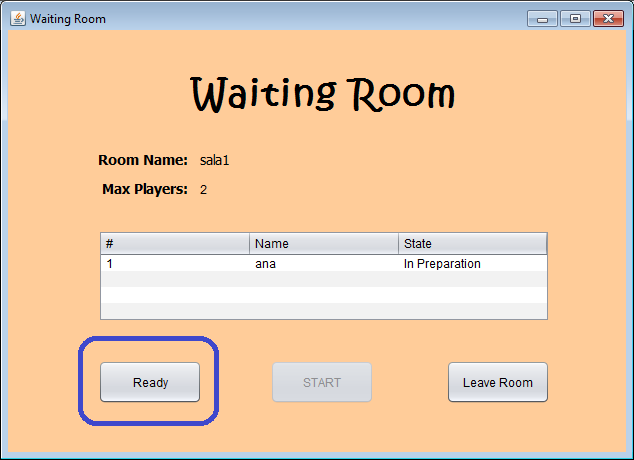 Waiting Room
Waiting Room
Room Name: sala1
Max Players: 2
# Name State
1 ana In Preparation
Ready START Leave Room